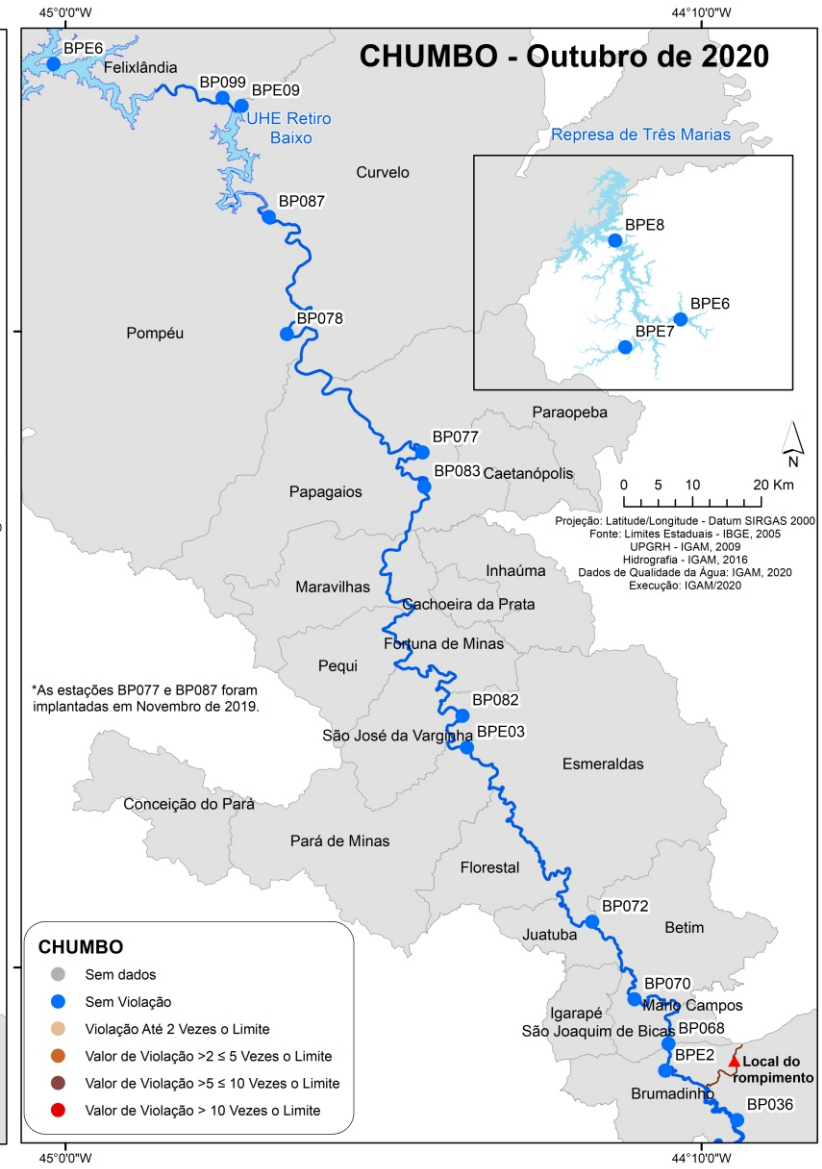 45°0'0"W
44°10'0"W
CHUMBO - Outubro de 2020
BPE6
Felixlândia
BP099
BPE09
UHE Retiro
Baixo
Represa de Três Marias
Curvelo
BP087
BPE8
BPE6
BPE7
BP078
Pompéu
Paraopeba
BP077
BP083
Caetanópolis
Papagaios
N
0 5 10 20 Km
Projeção: Latitude/Longitude - Datum SIRGAS 2000
Fonte: Limites Estaduais - IBGE, 2005
UPGRH - IGAM, 2009
Hidrografia - IGAM, 2016
Dados de Qualidade da Água: IGAM, 2020
Execução: IGAM/2020
Inhaúma
Maravilhas
Cachoeira da Prata
Fortuna de Minas
Pequi
*As estações BP077 e BP087 foram
implantadas em Novembro de 2019.
BP082
São José da Varginha
BPE03
Esmeraldas
Conceição do Pará
Pará de Minas
Florestal
BP072
Juatuba
Betim
BP070
Mário Campos
Igarapé
São Joaquim de Bicas
BP068
BPE2
Local do
rompimento
Brumadinho
BP036
CHUMBO
Sem dados
Sem Violação
Violação Até 2 Vezes o Limite
Valor de Violação >2 ≤ 5 Vezes o Limite
Valor de Violação >5 ≤ 10 Vezes o Limite
Valor de Violação > 10 Vezes o Limite
45°0'0"W
44°10'0"W